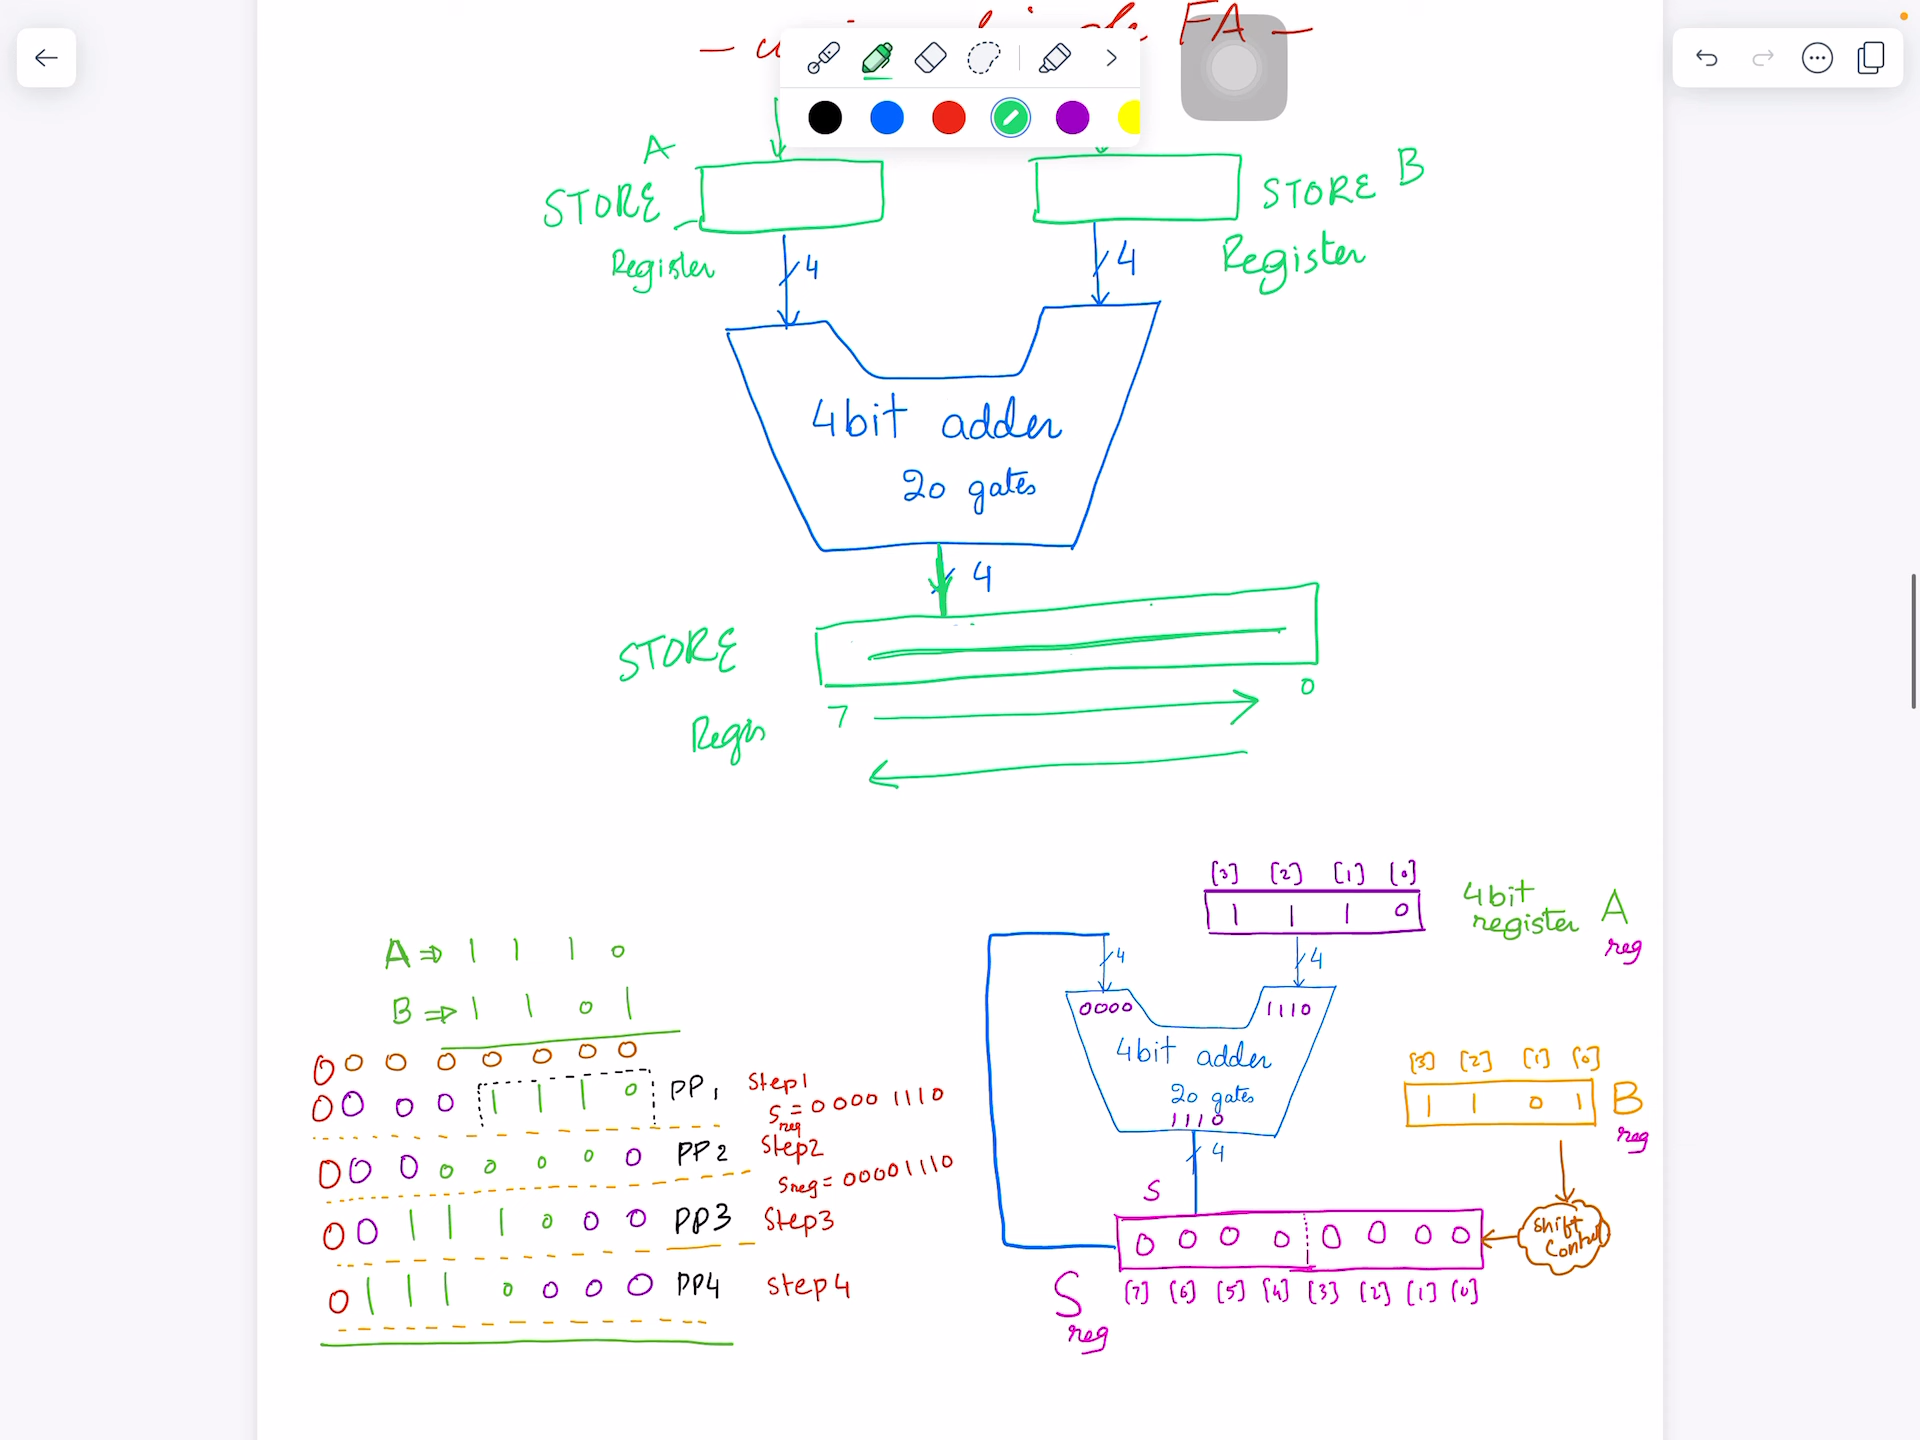 FA —
A
STORE
Register
STORE B
Register
4
4
4bit adder
20 gates
4
STORE
Regis
7
0
A ⇒ 1 1 1 0
B ⇒ 1 1 0 1
0 0 0 0 0 0 0 0
0 0 0 0 1 1 1 0 PP1 Step1
S reg = 0000 1110
0 0 0 0 0 0 0 0 PP2 Step2
Sreg = 00001110
0 0 1 1 1 0 0 0 PP3 Step3
0 1 1 1 0 0 0 0 PP4 Step4
[3] [2] [1] [0]
1 1 1 0
4bit register A reg
4
4
0000
1110
4bit adder
20 gates
1110
4
[3] [2] [1] [0]
1 1 0 1 B reg
Shift Control
S
0 0 0 0 0 0 0 0
[7] [6] [5] [4] [3] [2] [1] [0]
S reg